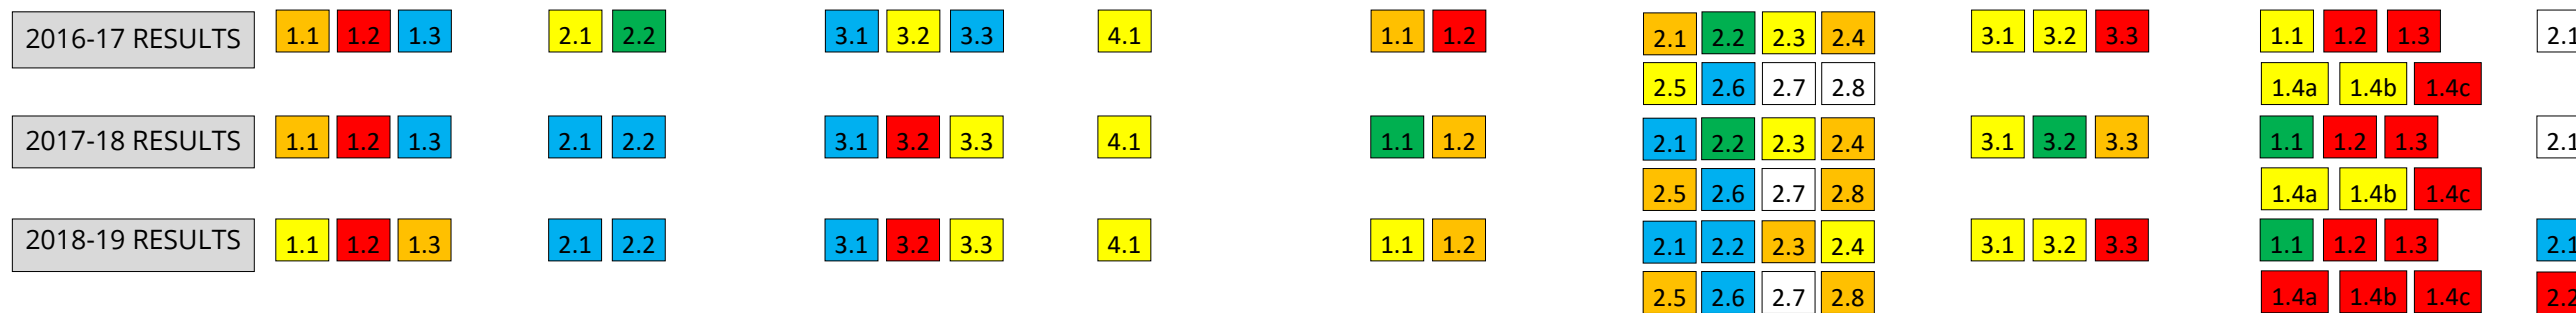 2016-17 RESULTS 1.1 1.2 1.3 2.1 2.2 3.1 3.2 3.3 4.1 1.1 1.2 2.1 2.2 2.3 2.4 3.1 3.2 3.3 1.1 1.2 1.3 2.1
2.5 2.6 2.7 2.8 1.4a 1.4b 1.4c
2017-18 RESULTS 1.1 1.2 1.3 2.1 2.2 3.1 3.2 3.3 4.1 1.1 1.2 2.1 2.2 2.3 2.4 3.1 3.2 3.3 1.1 1.2 1.3 2.1
2.5 2.6 2.7 2.8 1.4a 1.4b 1.4c
2018-19 RESULTS 1.1 1.2 1.3 2.1 2.2 3.1 3.2 3.3 4.1 1.1 1.2 2.1 2.2 2.3 2.4 3.1 3.2 3.3 1.1 1.2 1.3 2.1
2.5 2.6 2.7 2.8 1.4a 1.4b 1.4c 2.2